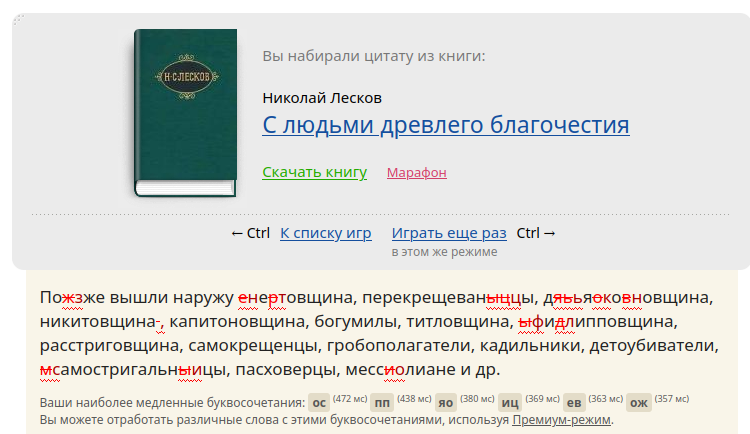 Н·С·ЛЕСКОВ
Вы набирали цитату из книги:
Николай Лесков
С людьми древлего благочестия
Скачать книгу Марафон
← Ctrl К списку игр Играть еще раз Ctrl →
в этом же режиме
Пожзже вышли наружу енертовщина, перекрещеваныццы, дяььяоковновщина,
никитовщина-, капитоновщина, богумилы, титловщина, ыфидлипповщина,
расстриговщина, самокрещенцы, гробополагатели, кадильники, детоубиватели,
мсамостригальныицы, пасховерцы, мессиолиане и др.
Ваши наиболее медленные буквосочетания: ос (472 мс) пп (438 мс) яо (380 мс) иц (369 мс) ев (363 мс) ож (357 мс)
Вы можете отработать различные слова с этими буквосочетаниями, используя Премиум-режим.